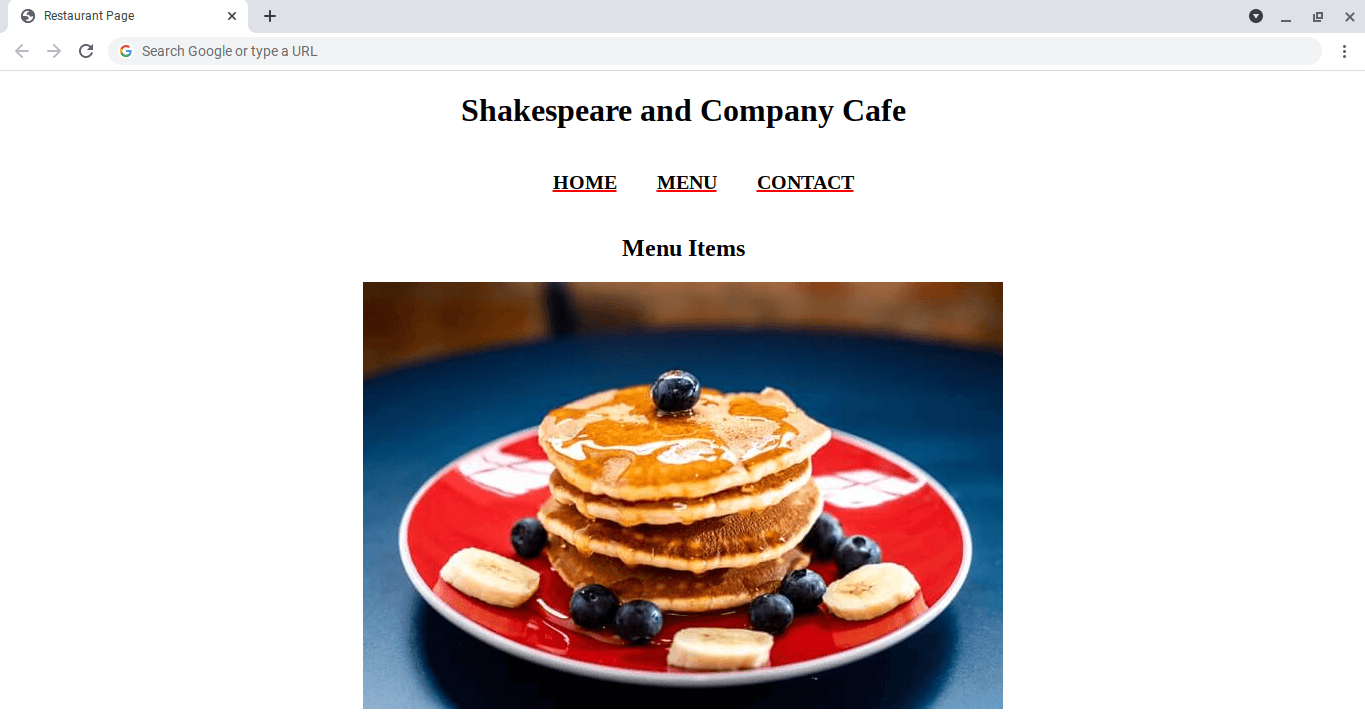 Restaurant Page
Search Google or type a URL
Shakespeare and Company Cafe
HOME MENU CONTACT
Menu Items